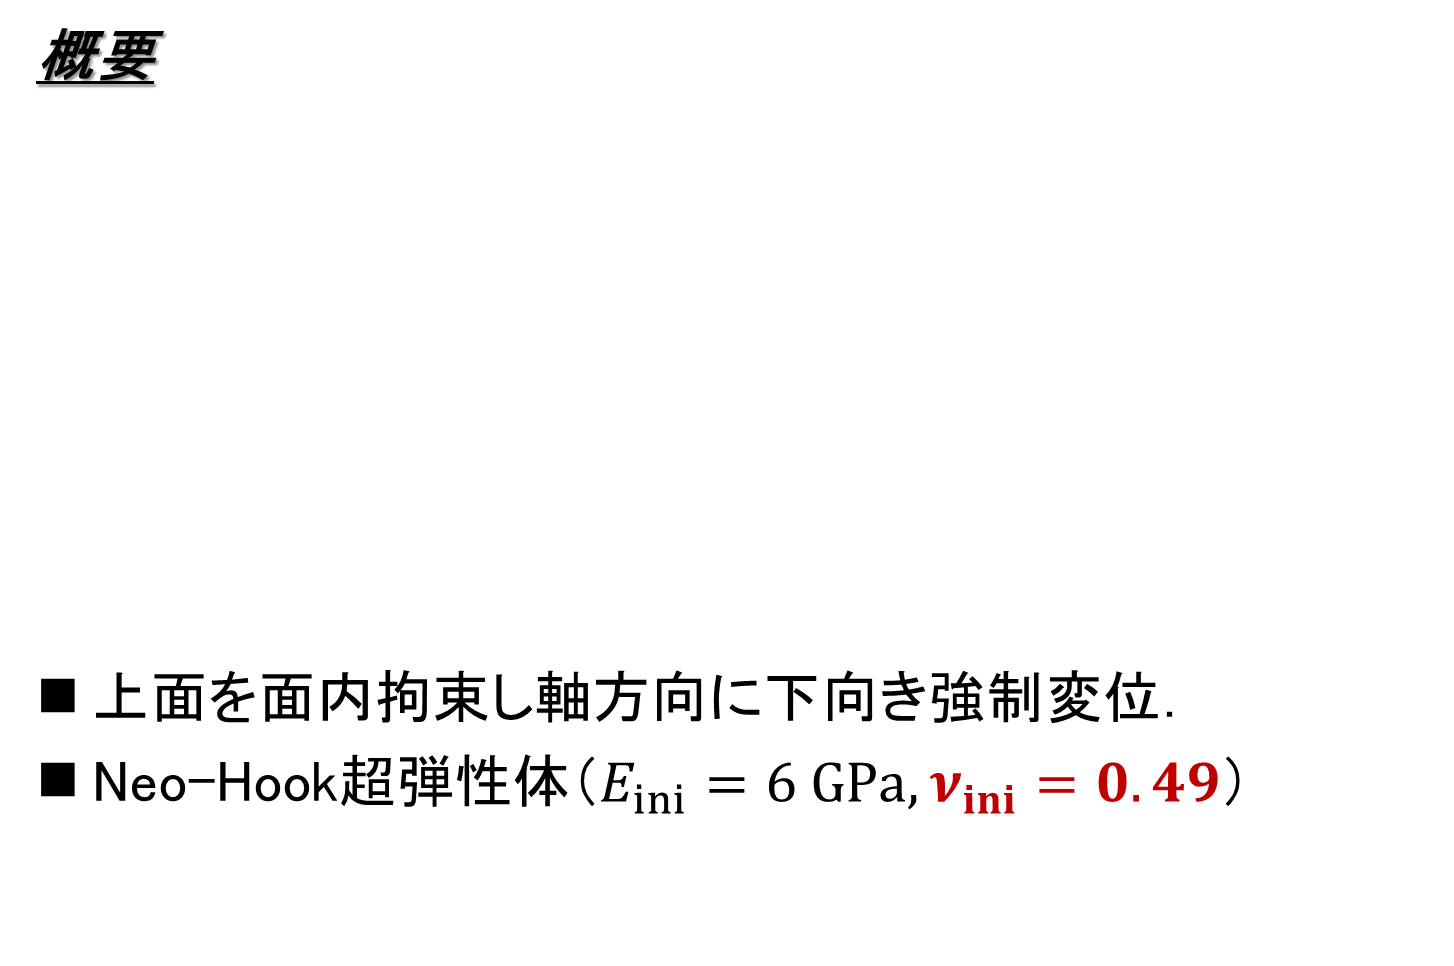 概要
■ 上面を面内拘束し軸方向に下向き強制変位．
■ Neo-Hook超弾性体（𝐸ini = 6 GPa, 𝝂ini = 𝟎.𝟒𝟗）